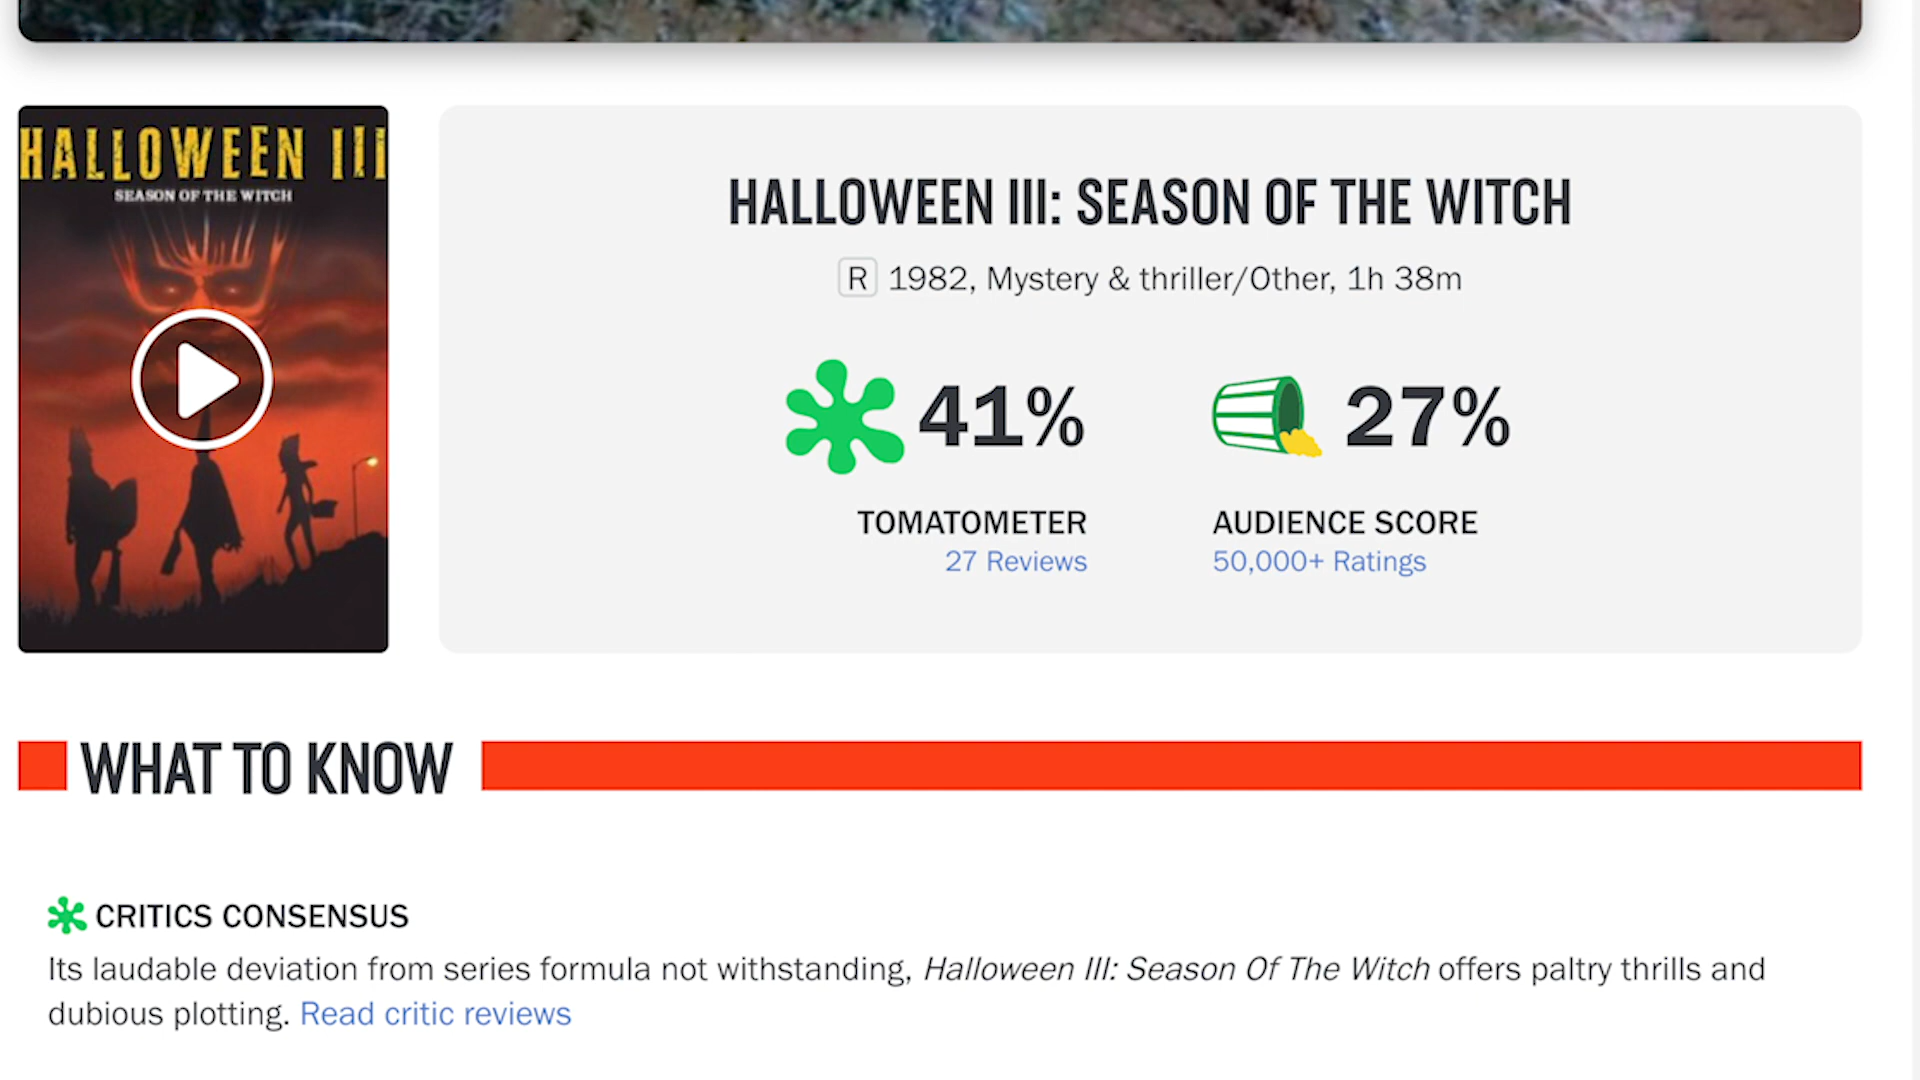 HALLOWEEN III
SEASON OF THE WITCH
HALLOWEEN III: SEASON OF THE WITCH
R 1982, Mystery & thriller/Other, 1h 38m
41% 27%
TOMATOMETER AUDIENCE SCORE
27 Reviews 50,000+ Ratings
WHAT TO KNOW
CRITICS CONSENSUS
Its laudable deviation from series formula not withstanding, Halloween III: Season Of The Witch offers paltry thrills and
dubious plotting. Read critic reviews